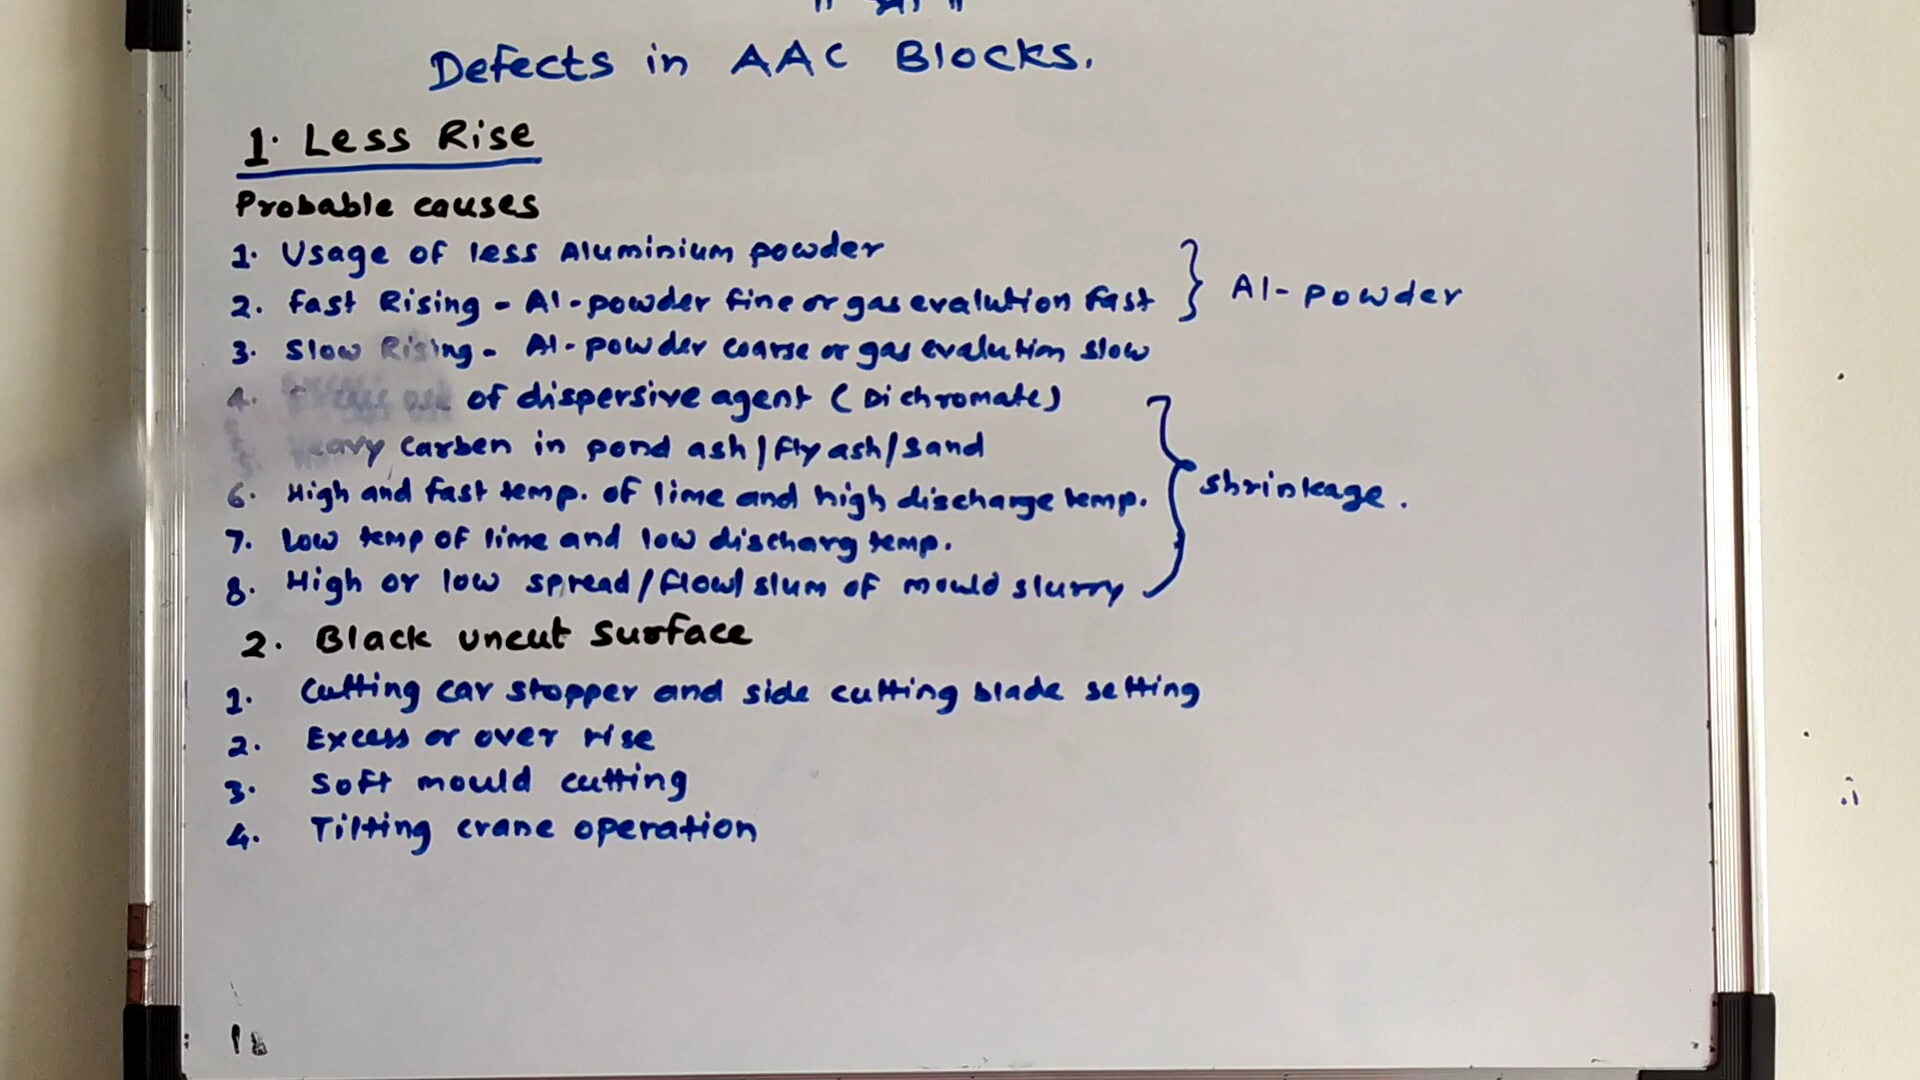 ॥ श्री ॥
Defects in AAC Blocks.
1. Less Rise
Probable causes
1. Usage of less Aluminium powder
2. fast Rising - Al-powder fine or gas evalution fast } Al-powder
3. Slow Rising - Al-powder coarse or gas evalution slow
4. Excess use of dispersive agent (Dichromate)
5. Heavy Carben in pond ash/fly ash/sand
6. High and fast temp. of lime and high discharge temp. } shrinkage.
7. Low temp of lime and low discharg temp.
8. High or low spread/flow/slum of mould slurry
2. Black uncut Surface
1. Cutting car stopper and side cutting blade setting
2. Excess or over rise
3. Soft mould cutting
4. Tilting crane operation